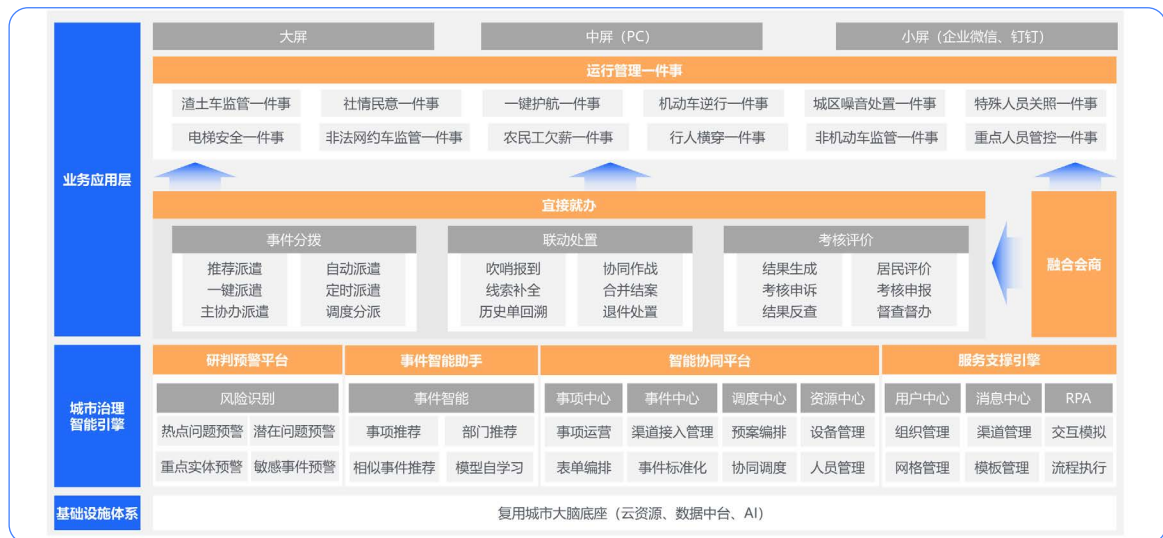 大屏
中屏（PC）
小屏（企业微信、钉钉）
运行管理一件事
渣土车监管一件事
社情民意一件事
一键护航一件事
机动车逆行一件事
城区噪音处置一件事
特殊人员关照一件事
电梯安全一件事
非法网约车监管一件事
农民工欠薪一件事
行人横穿一件事
非机动车监管一件事
重点人员管控一件事
业务应用层
直接就办
事件分拨
联动处置
考核评价
融合会商
推荐派遣
自动派遣
一键派遣
定时派遣
主协办派遣
调度分派
吹哨报到
协同作战
线索补全
合并结案
历史单回溯
退件处置
结果生成
居民评价
考核申诉
考核申报
结果反查
督查督办
城市治理
智能引擎
研判预警平台
事件智能助手
智能协同平台
服务支撑引擎
风险识别
事件智能
事项中心
事件中心
调度中心
资源中心
用户中心
消息中心
RPA
热点问题预警
潜在问题预警
事项推荐
部门推荐
事项运营
渠道接入管理
预案编排
设备管理
组织管理
渠道管理
交互模拟
重点实体预警
敏感事件预警
相似事件推荐
模型自学习
表单编排
事件标准化
协同调度
人员管理
网格管理
模板管理
流程执行
基础设施体系
复用城市大脑底座（云资源、数据中台、AI）